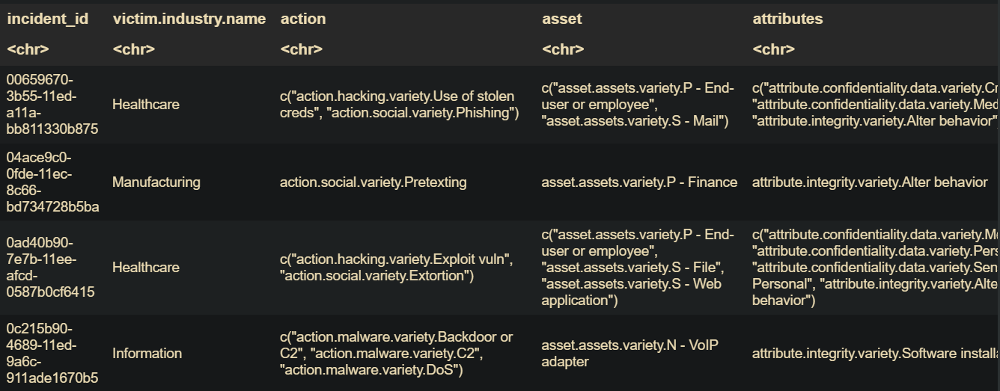 incident_id victim.industry.name action asset attributes
<chr> <chr> <chr> <chr> <chr>
00659670-
3b55-11ed-
a11a-
bb811330b875
Healthcare
c("action.hacking.variety.Use of stolen
creds", "action.social.variety.Phishing")
c("asset.assets.variety.P - End-
user or employee",
"asset.assets.variety.S - Mail")
c("attribute.confidentiality.data.variety.Cr
"attribute.confidentiality.data.variety.Med
"attribute.integrity.variety.Alter behavior"
04ace9c0-
0fde-11ec-
8c66-
bd734728b5ba
Manufacturing
action.social.variety.Pretexting
asset.assets.variety.P - Finance
attribute.integrity.variety.Alter behavior
0ad40b90-
7e7b-11ee-
afcd-
0587b0cf6415
Healthcare
c("action.hacking.variety.Exploit vuln",
"action.social.variety.Extortion")
c("asset.assets.variety.P - End-
user or employee",
"asset.assets.variety.S - File",
"asset.assets.variety.S - Web
application")
c("attribute.confidentiality.data.variety.Me
"attribute.confidentiality.data.variety.Pers
"attribute.confidentiality.data.variety.Sen
Personal", "attribute.integrity.variety.Alte
behavior")
0c215b90-
4689-11ed-
9a6c-
911ade1670b5
Information
c("action.malware.variety.Backdoor or
C2", "action.malware.variety.C2",
"action.malware.variety.DoS")
asset.assets.variety.N - VoIP
adapter
attribute.integrity.variety.Software installa